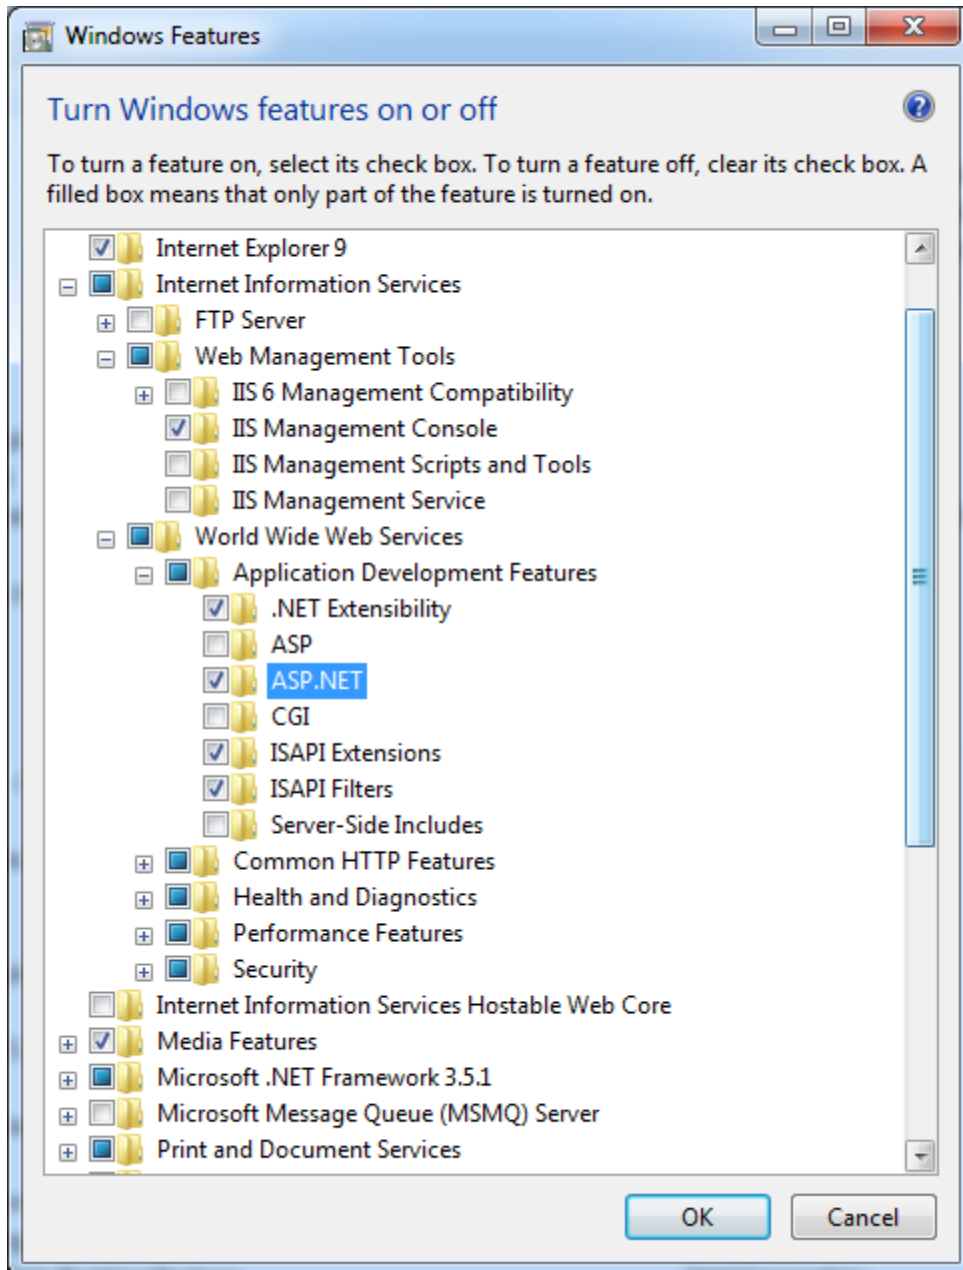 Windows Features
Turn Windows features on or off
To turn a feature on, select its check box. To turn a feature off, clear its check box. A
filled box means that only part of the feature is turned on.
Internet Explorer 9
Internet Information Services
FTP Server
Web Management Tools
IIS 6 Management Compatibility
IIS Management Console
IIS Management Scripts and Tools
IIS Management Service
World Wide Web Services
Application Development Features
.NET Extensibility
ASP
ASP.NET
CGI
ISAPI Extensions
ISAPI Filters
Server-Side Includes
Common HTTP Features
Health and Diagnostics
Performance Features
Security
Internet Information Services Hostable Web Core
Media Features
Microsoft .NET Framework 3.5.1
Microsoft Message Queue (MSMQ) Server
Print and Document Services
OK
Cancel